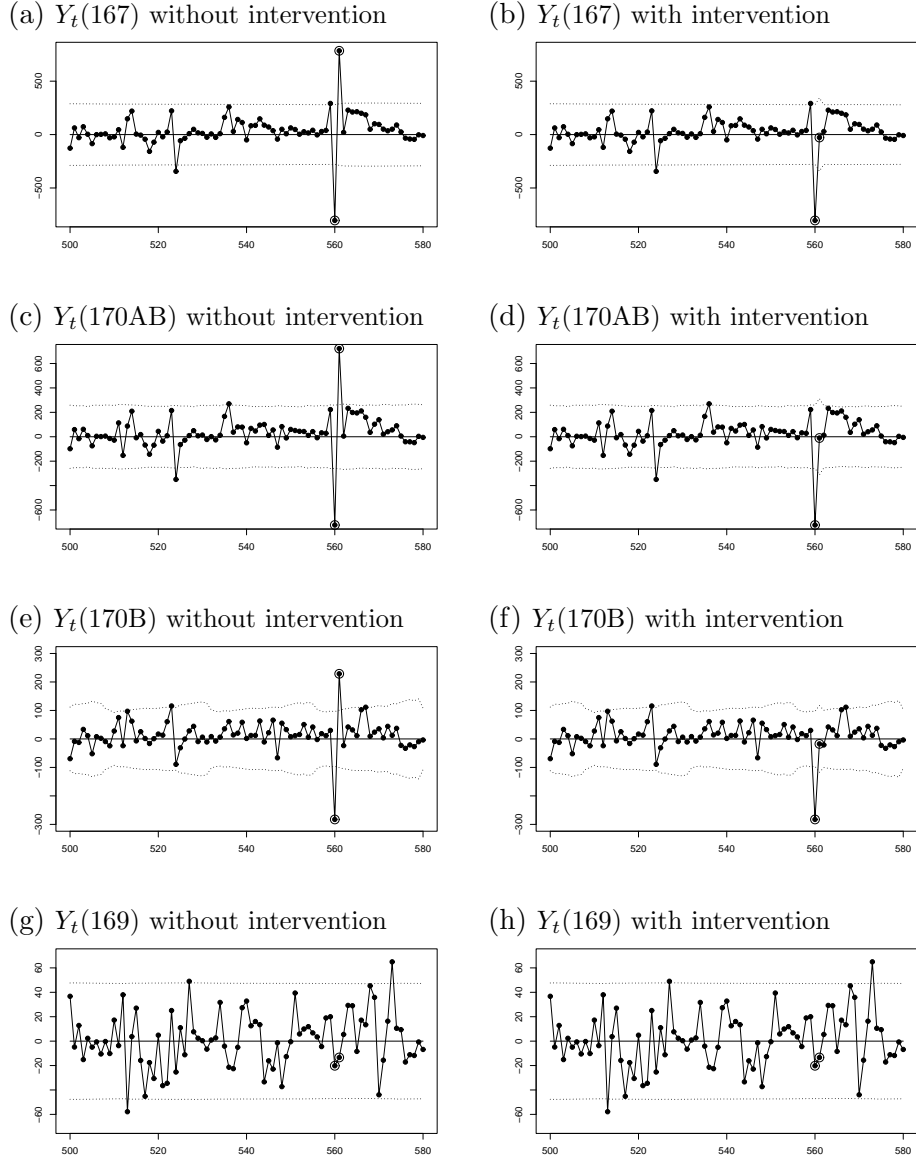 (a) Yₜ(167) without intervention
(b) Yₜ(167) with intervention
500
0
−500
500 520 540 560 580
500
0
−500
500 520 540 560 580
(c) Yₜ(170AB) without intervention
(d) Yₜ(170AB) with intervention
600
400
200
0
−200
−600
500 520 540 560 580
600
400
200
0
−200
−600
500 520 540 560 580
(e) Yₜ(170B) without intervention
(f) Yₜ(170B) with intervention
300
200
100
0
−100
−300
500 520 540 560 580
300
200
100
0
−100
−300
500 520 540 560 580
(g) Yₜ(169) without intervention
(h) Yₜ(169) with intervention
60
40
20
0
−20
−60
500 520 540 560 580
60
40
20
0
−20
−60
500 520 540 560 580